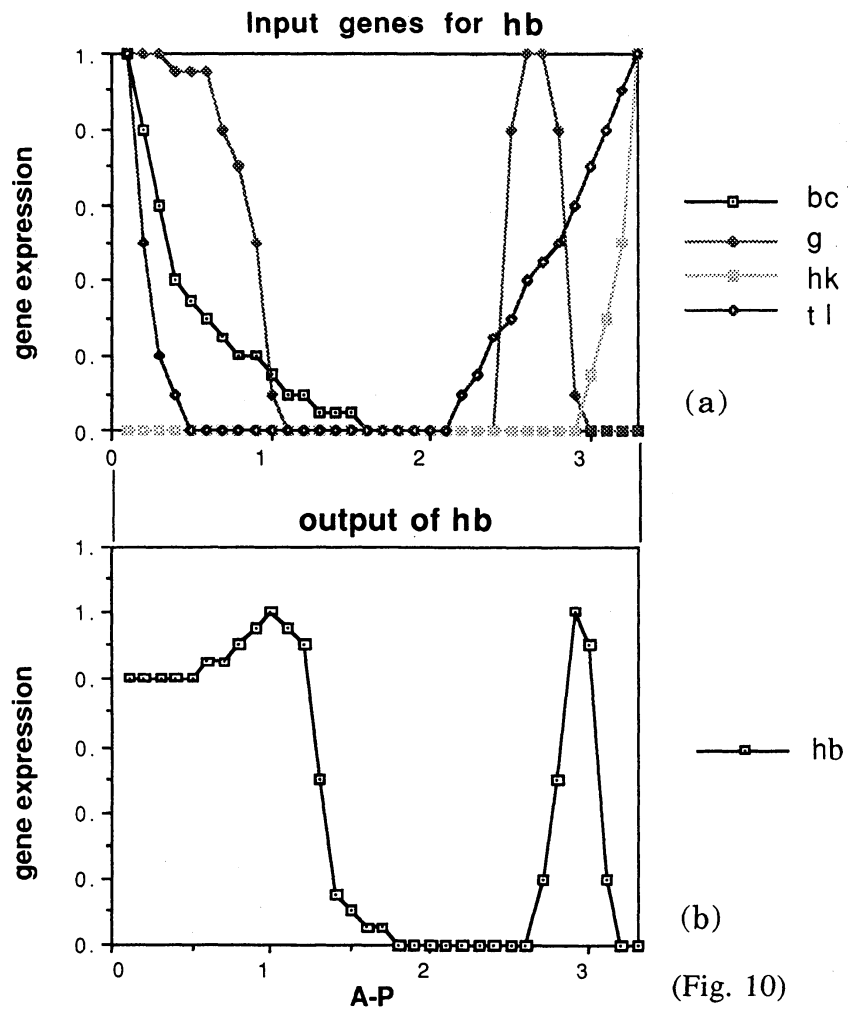 Input genes for hb
gene expression
1.
0.
0.
0.
0.
0.
0 1 2 3
bc
g
hk
tl
(a)
output of hb
gene expression
1.
1.
0.
0.
0.
0.
0.
0 1 2 3
A-P
hb
(b)
(Fig. 10)